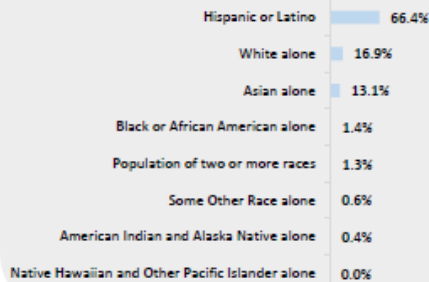 Hispanic or Latino 66.4%
White alone 16.9%
Asian alone 13.1%
Black or African American alone 1.4%
Population of two or more races 1.3%
Some Other Race alone 0.6%
American Indian and Alaska Native alone 0.4%
Native Hawaiian and Other Pacific Islander alone 0.0%